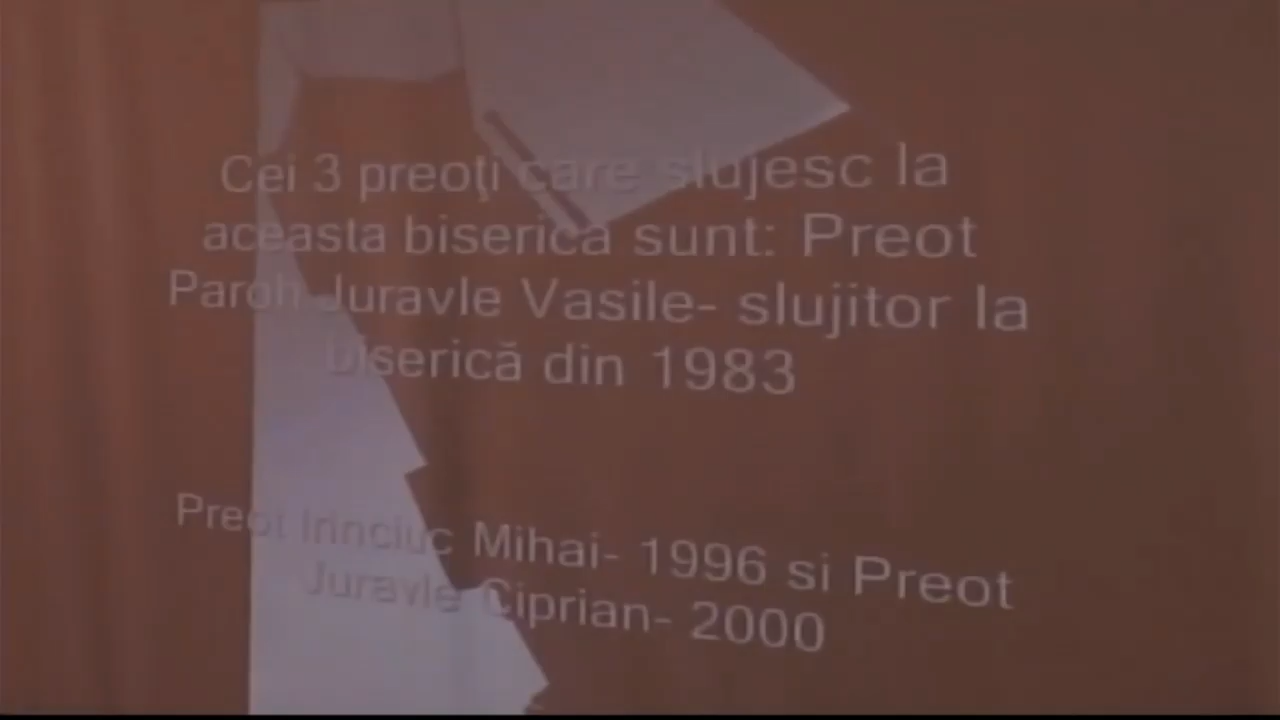 Cei 3 preoţi care slujesc la
aceasta biserica sunt: Preot
Paroh Juravle Vasile- slujitor la
biserică din 1983
Preot Irinciuc Mihai- 1996 si Preot
Juravle Ciprian- 2000